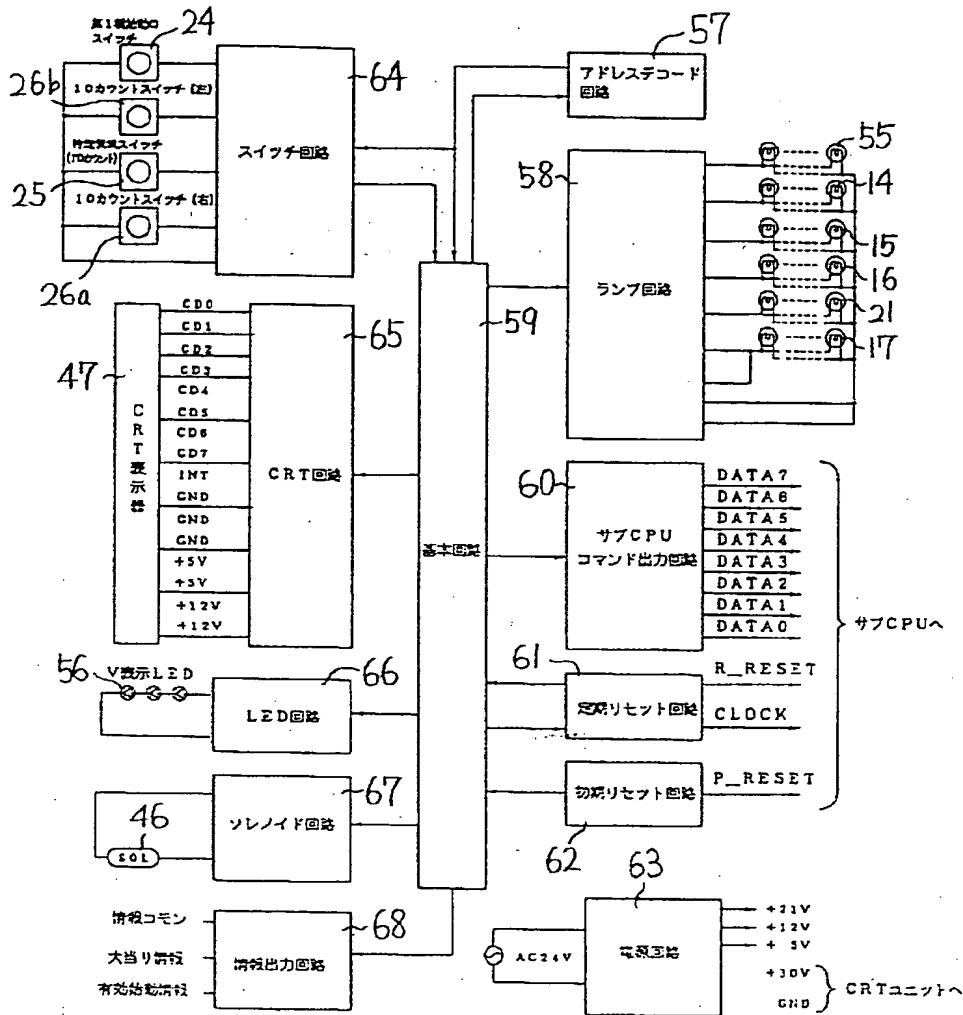 第1種始動口
スイッチ
24
26b
10カウントスイッチ(左)
スイッチ
25
10カウントスイッチ(右)
26a
スイッチ回路
64
57
アドレスデコード
回路
58
ランプ回路
55
14
15
16
21
17
59
基本回路
47
CRT表示器
CD0
CD1
CD2
CD3
CD4
CD5
CD6
CD7
INT
GND
GND
GND
+5V
+5V
+12V
+12V
CRT回路
65
60
サブCPU
コマンド出力回路
DATA7
DATA6
DATA5
DATA4
DATA3
DATA2
DATA1
DATA0
サブCPUへ
61
定期リセット回路
R_RESET
CLOCK
初期リセット回路
62
P_RESET
56
V表示LED
LED回路
66
46
SOL
ソレノイド回路
67
情報コモン
大当り情報
有効始動情報
情報出力回路
68
63
AC24V
電源回路
+21V
+12V
+ 5V
+30V
GND
CRTユニットへ